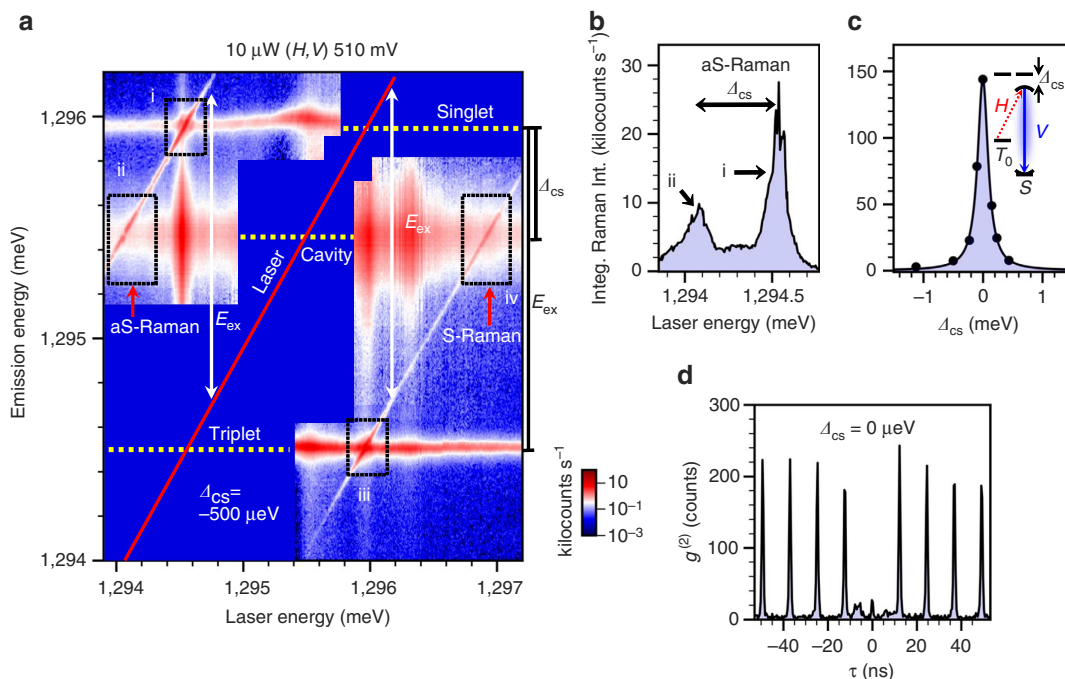 a
10 μW (H,V) 510 mV
Emission energy (meV)
1,296
1,295
1,294
i
ii
Singlet
Δcs
Eex
Laser
Cavity
iv
Eex
aS-Raman
S-Raman
Eex
Triplet
iii
Δcs=
−500 μeV
kilocounts s⁻¹
10
10⁻¹
10⁻³
1,294
1,295
1,296
1,297
Laser energy (meV)
b
Integ. Raman Int. (kilocounts s⁻¹)
30
20
10
0
aS-Raman
Δcs
i
ii
1,294
1,294.5
Laser energy (meV)
c
150
100
50
0
Δcs
H
V
T₀
S
−1
0
1
Δcs (meV)
d
g⁽²⁾ (counts)
300
200
100
0
Δcs = 0 μeV
−40
−20
0
20
40
τ (ns)